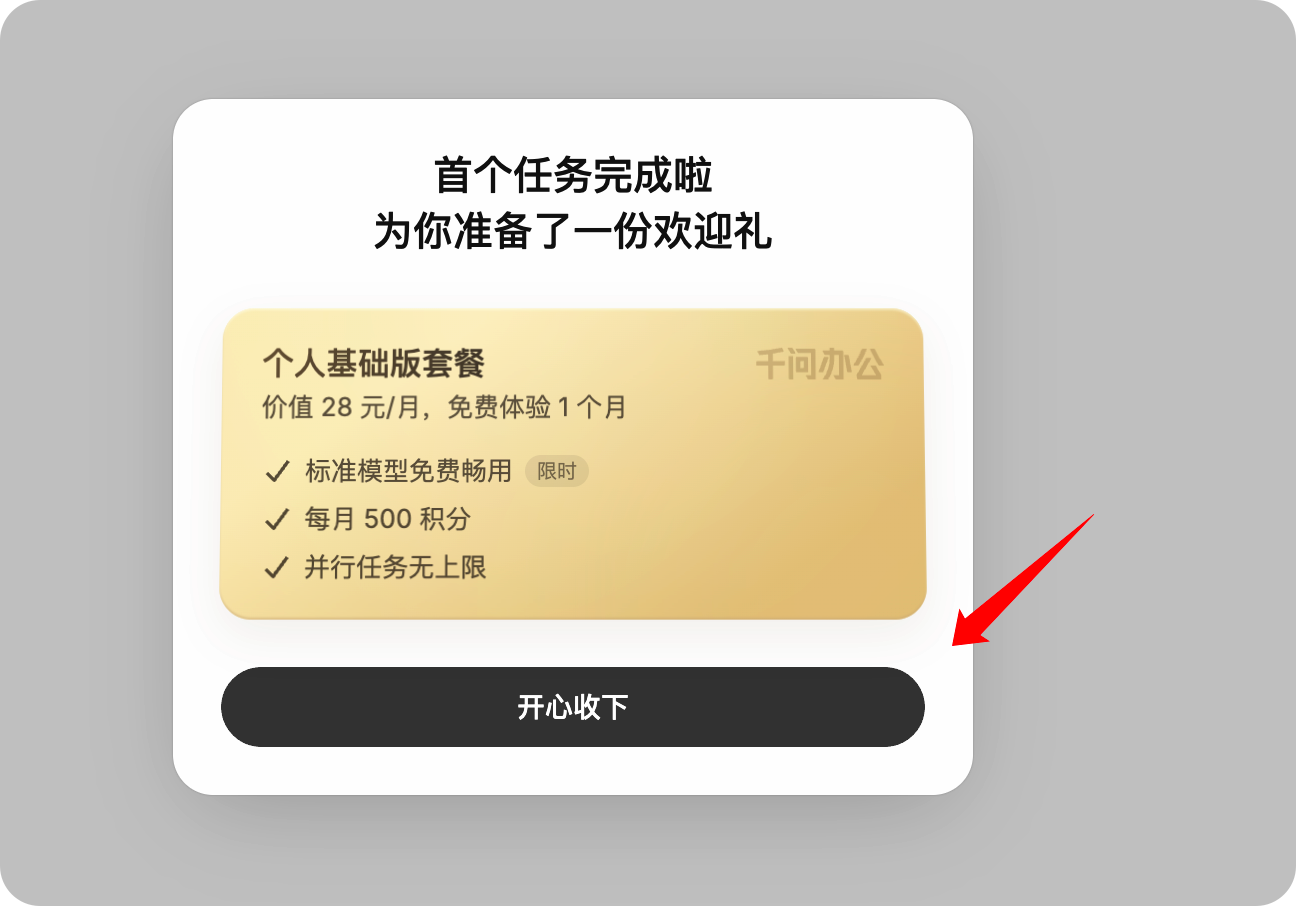 首个任务完成啦
为你准备了一份欢迎礼
个人基础版套餐
千问办公
价值 28 元/月，免费体验 1 个月
标准模型免费畅用 限时
每月 500 积分
并行任务无上限
开心收下